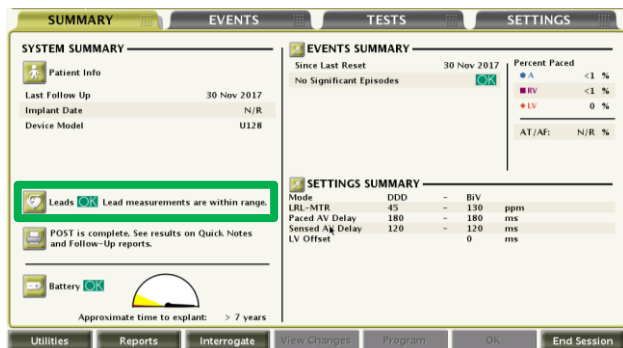 SUMMARY EVENTS TESTS SETTINGS
SYSTEM SUMMARY
Patient Info
Last Follow Up 30 Nov 2017
Implant Date N/R
Device Model U128
Leads OK Lead measurements are within range.
POST is complete. See results on Quick Notes
and Follow-Up reports.
Battery OK
Approximate time to explant: > 7 years
EVENTS SUMMARY
Since Last Reset 30 Nov 2017
No Significant Episodes OK
Percent Paced
A <1 %
RV <1 %
LV 0 %
AT/AF: N/R %
SETTINGS SUMMARY
Mode DDD - BiV
LRL-MTR 45 - 130 ppm
Paced AV Delay 180 - 180 ms
Sensed AV Delay 120 - 120 ms
LV Offset 0 ms
Utilities Reports Interrogate View Changes Program OK End Session